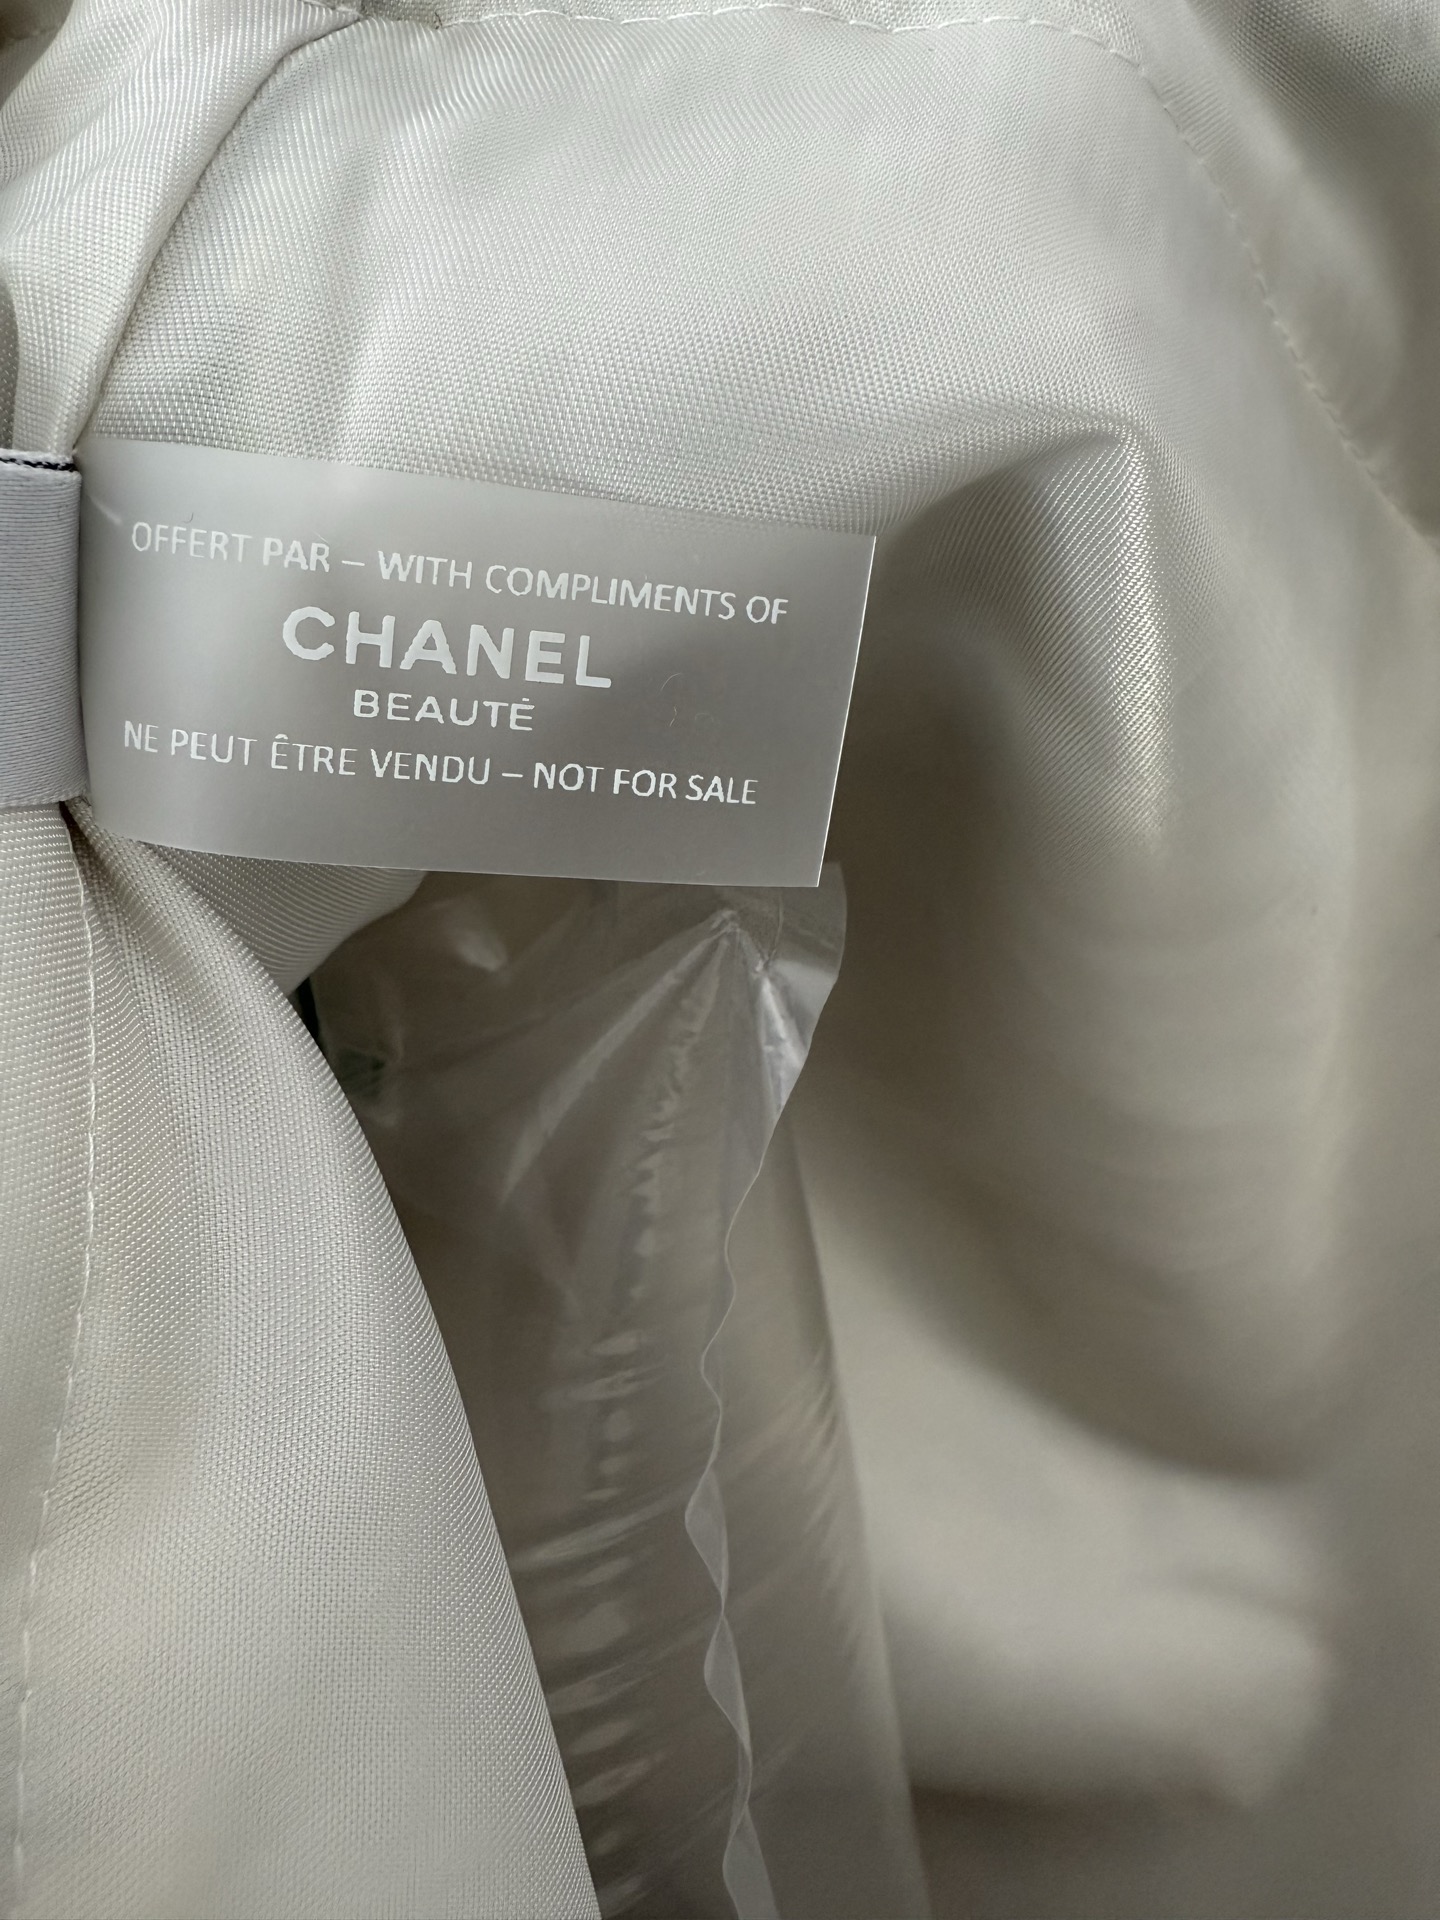 OFFERT PAR – WITH COMPLIMENTS OF
CHANEL
BEAUTÉ
NE PEUT ÊTRE VENDU – NOT FOR SALE